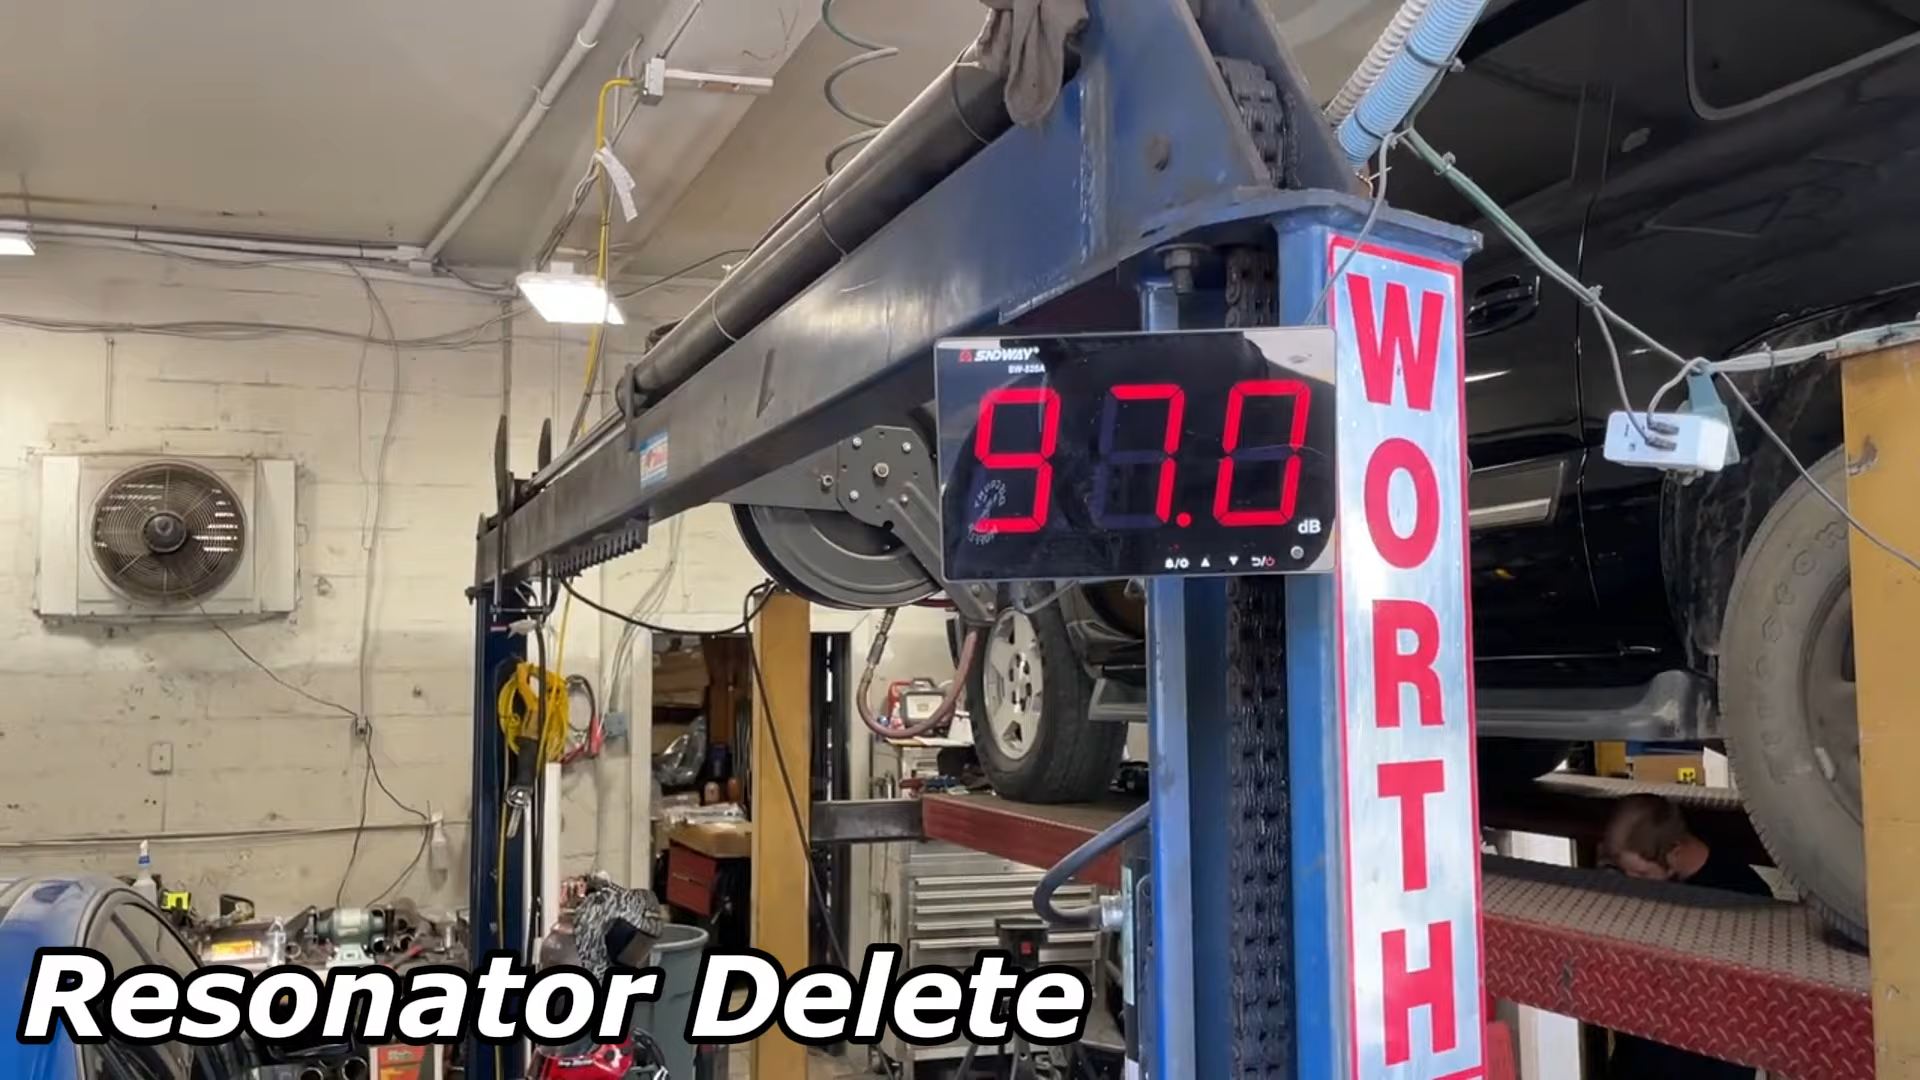 SNDWAY®
SW-525A
97.0
dB
WORTH
Resonator Delete